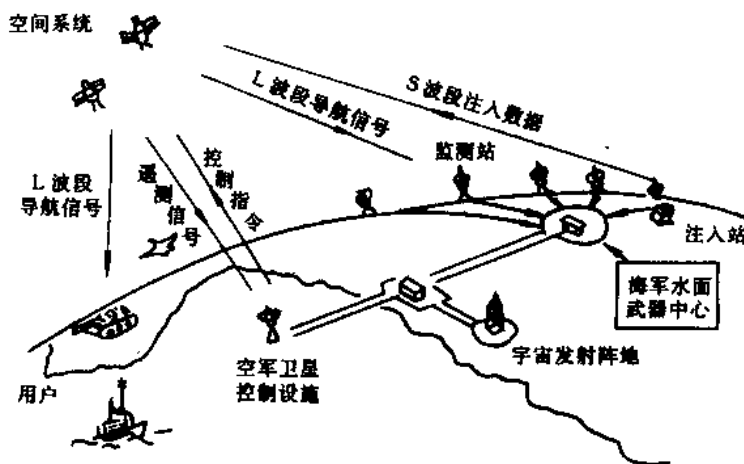 空间系统
S波段注入数据
L波段导航信号
监测站
L波段
导航信号
遥测信号
控制指令
注入站
海军水面
武器中心
宇宙发射阵地
空军卫星
控制设施
用户